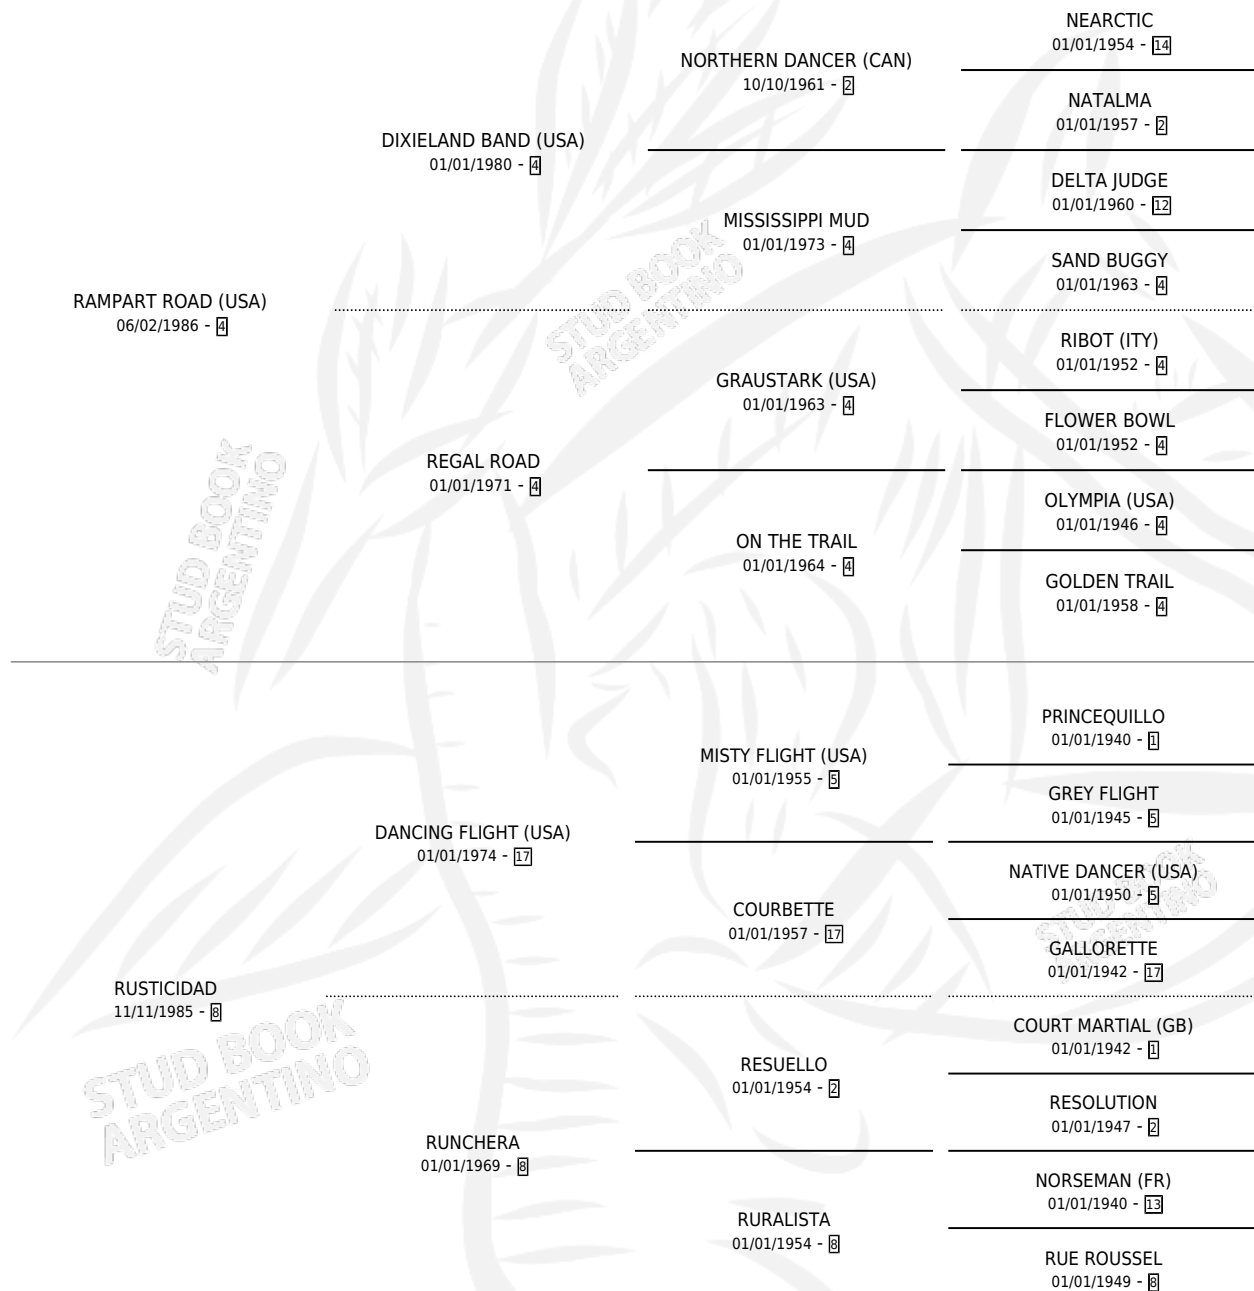 NEARCTIC
01/01/1954 - 14
NORTHERN DANCER (CAN)
10/10/1961 - 2
NATALMA
01/01/1957 - 2
DIXIELAND BAND (USA)
01/01/1980 - 4
DELTA JUDGE
01/01/1960 - 12
MISSISSIPPI MUD
01/01/1973 - 4
SAND BUGGY
01/01/1963 - 4
RAMPART ROAD (USA)
06/02/1986 - 4
RIBOT (ITY)
01/01/1952 - 4
GRAUSTARK (USA)
01/01/1963 - 4
FLOWER BOWL
01/01/1952 - 4
REGAL ROAD
01/01/1971 - 4
OLYMPIA (USA)
01/01/1946 - 4
ON THE TRAIL
01/01/1964 - 4
GOLDEN TRAIL
01/01/1958 - 4
PRINCEQUILLO
01/01/1940 - 1
MISTY FLIGHT (USA)
01/01/1955 - 5
GREY FLIGHT
01/01/1945 - 5
DANCING FLIGHT (USA)
01/01/1974 - 17
NATIVE DANCER (USA)
01/01/1950 - 5
COURBETTE
01/01/1957 - 17
GALLORETTE
01/01/1942 - 17
RUSTICIDAD
11/11/1985 - 8
COURT MARTIAL (GB)
01/01/1942 - 1
RESUELLO
01/01/1954 - 2
RESOLUTION
01/01/1947 - 2
RUNCHERA
01/01/1969 - 8
NORSEMAN (FR)
01/01/1940 - 13
RURALISTA
01/01/1954 - 8
RUE ROUSSEL
01/01/1949 - 8
STUD BOOK
ARGENTINO
STUD BOOK
ARGENTINO
STUD BOOK
ARGENTINO
STUD BOOK
ARGENTINO